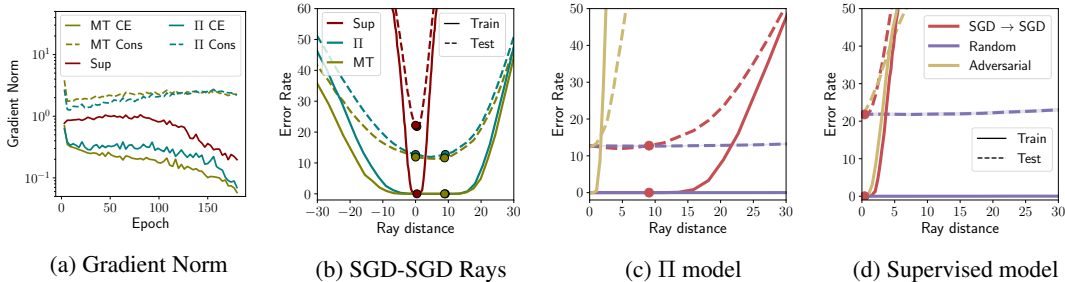 Gradient Norm
10¹
10⁰
10⁻¹
MT CE
MT Cons
Sup
Π CE
Π Cons
0
50
100
150
Epoch
(a) Gradient Norm
Error Rate
60
50
40
30
20
10
0
Sup
Π
MT
Train
Test
−30
−20
−10
0
10
20
30
Ray distance
(b) SGD-SGD Rays
Error Rate
50
40
30
20
10
0
0
5
10
15
20
25
30
Ray distance
(c) Π model
Error Rate
50
40
30
20
10
0
SGD → SGD
Random
Adversarial
Train
Test
0
5
10
15
20
25
30
Ray distance
(d) Supervised model